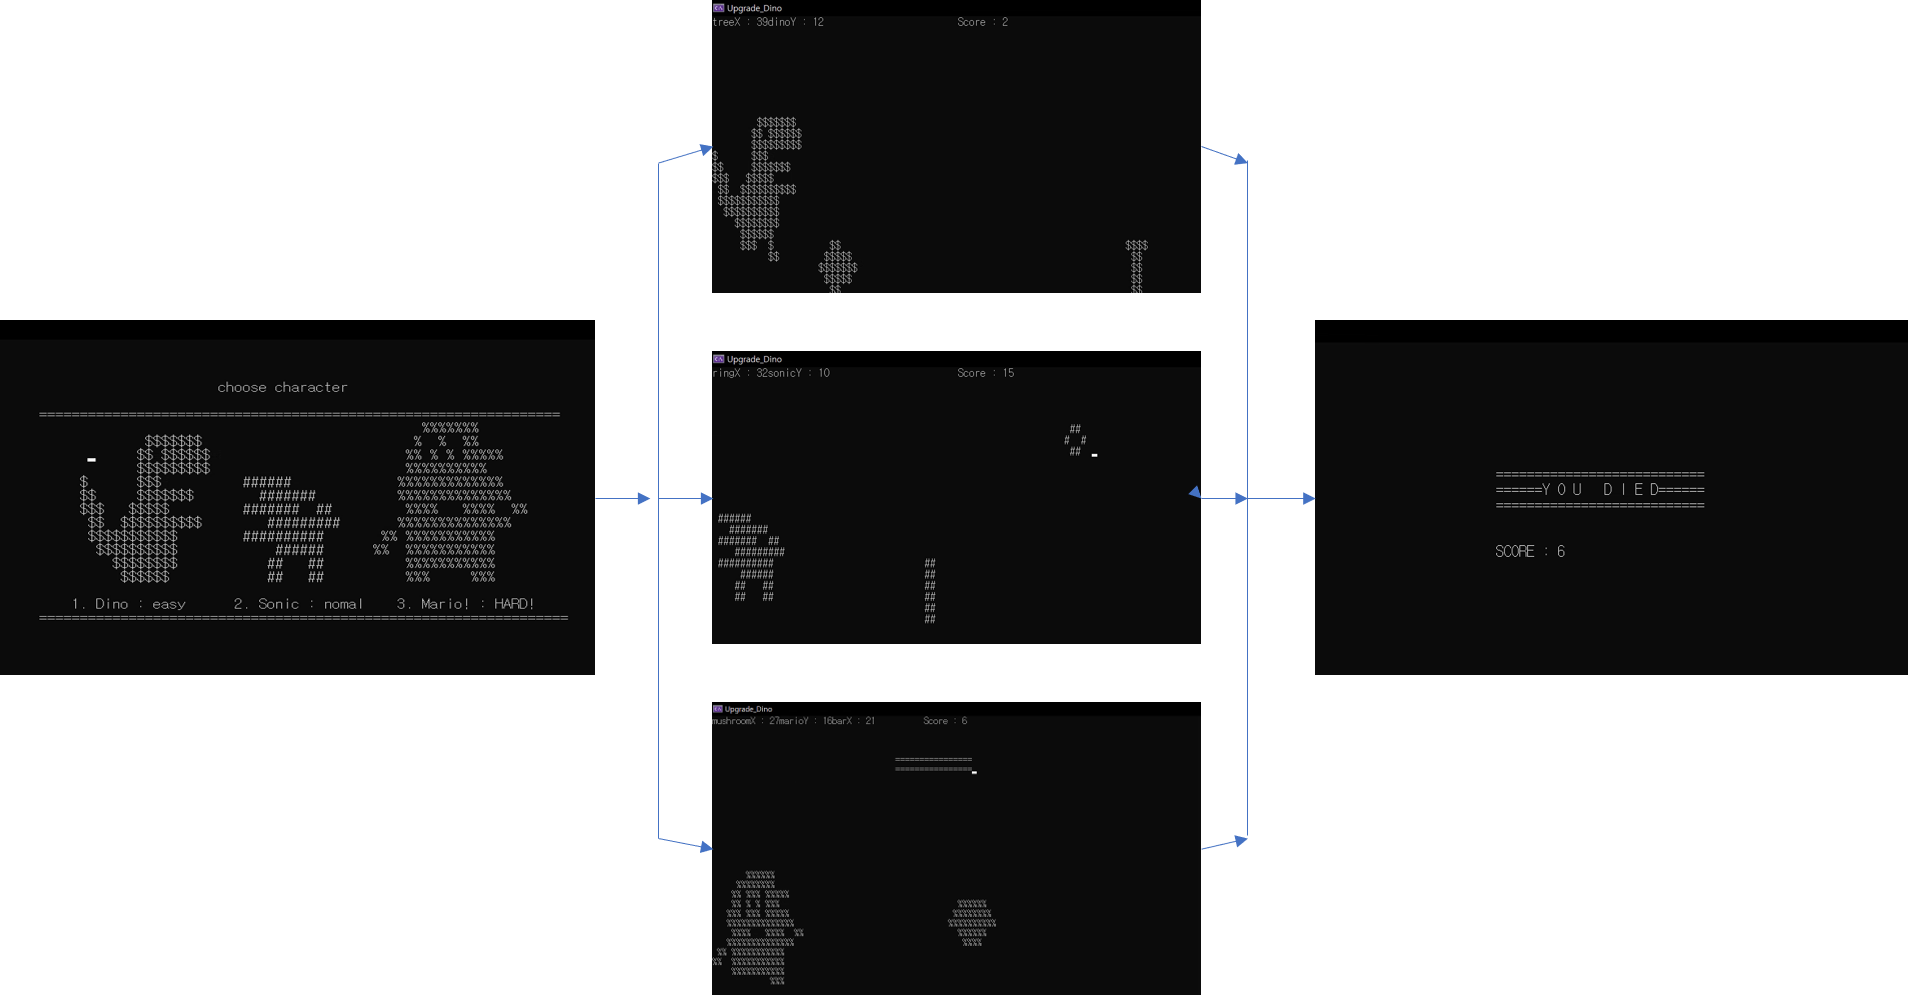 choose character
1. Dino : easy 2. Sonic : nomal 3. Mario! : HARD!
Upgrade_Dino
treeX : 39dinoY : 12 Score : 2
Upgrade_Dino
ringX : 32sonicY : 10 Score : 15
Upgrade_Dino
mushroomX : 27marioY : 16barX : 21 Score : 6
===========================
======Y O U D I E D======
===========================
SCORE : 6